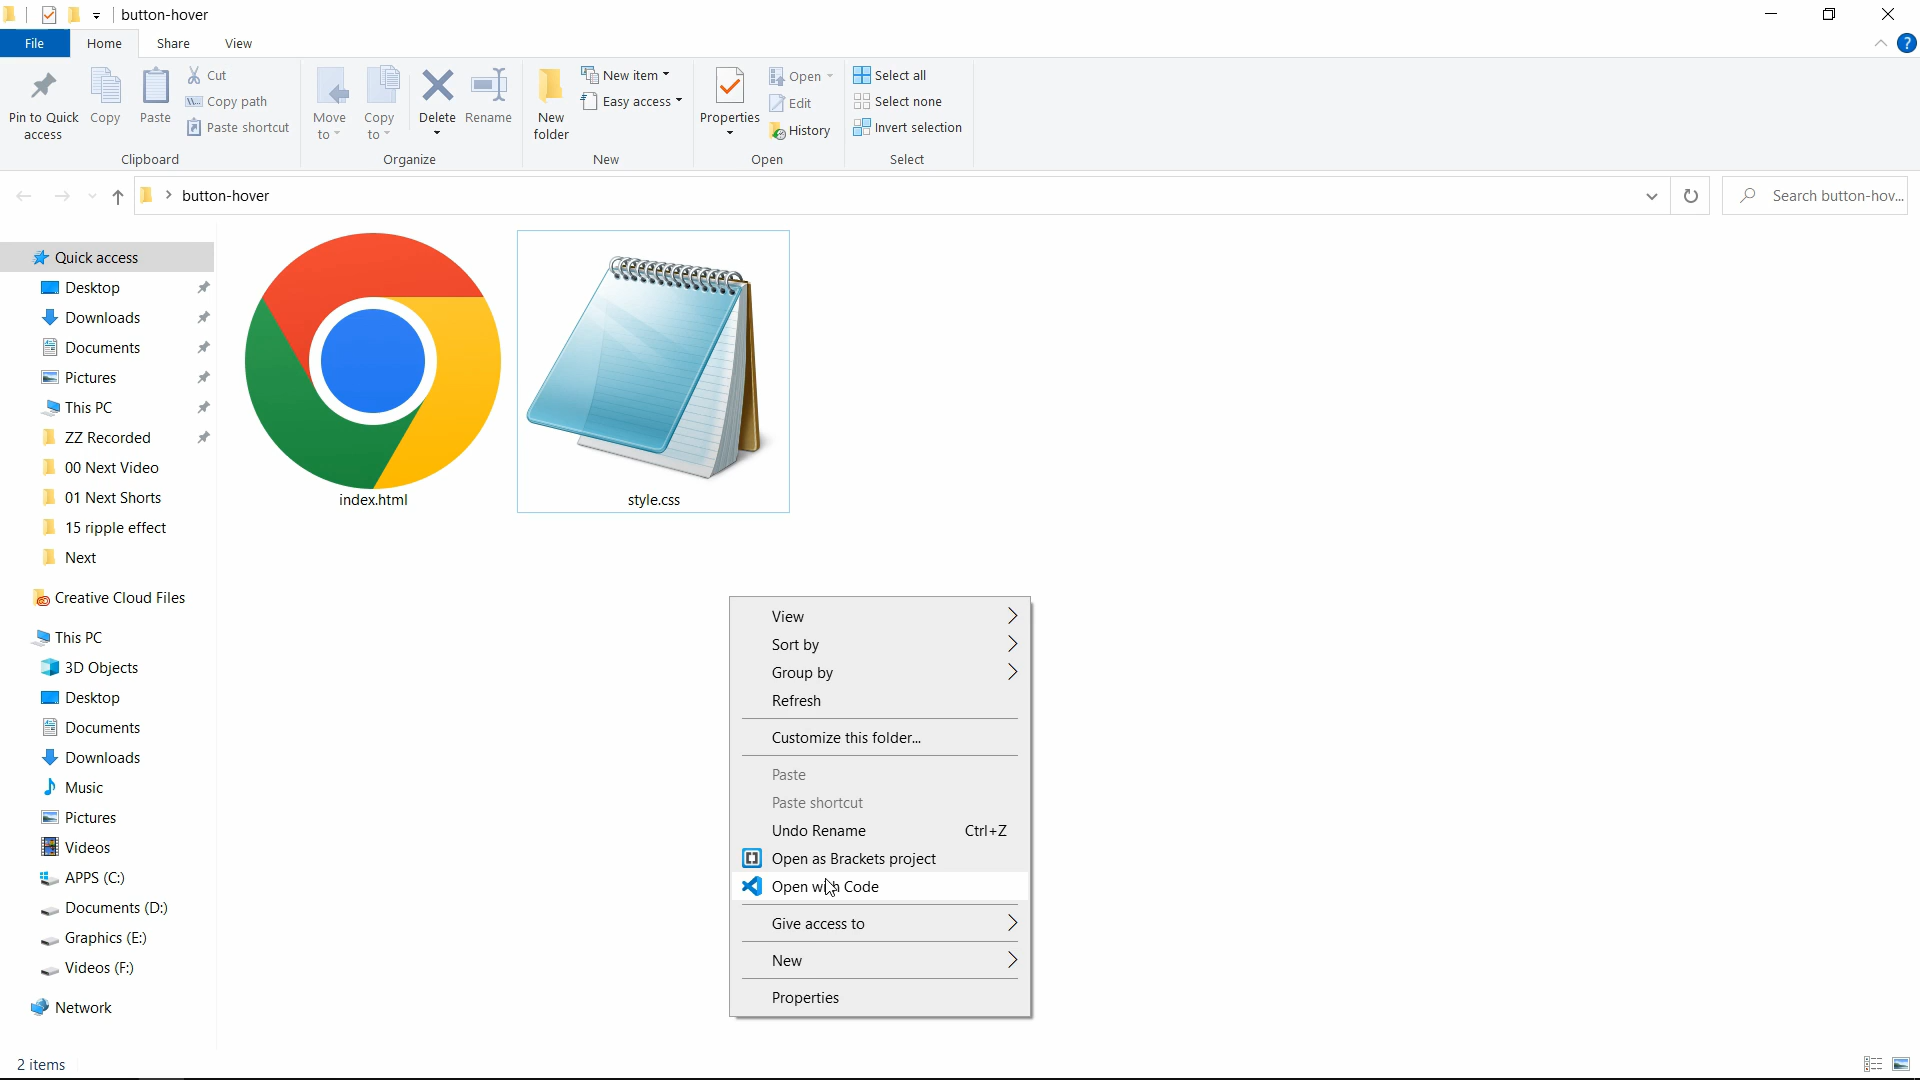 button-hover
File Home Share View
Pin to Quick access
Copy
Paste
Cut
Copy path
Paste shortcut
Clipboard
Move to
Copy to
Delete
Rename
Organize
New folder
New item
Easy access
New
Properties
Open
Edit
History
Open
Select all
Select none
Invert selection
Select
button-hover
Search button-hov...
Quick access
Desktop
Downloads
Documents
Pictures
This PC
ZZ Recorded
00 Next Video
01 Next Shorts
15 ripple effect
Next
Creative Cloud Files
This PC
3D Objects
Desktop
Documents
Downloads
Music
Pictures
Videos
APPS (C:)
Documents (D:)
Graphics (E:)
Videos (F:)
Network
index.html
style.css
View
Sort by
Group by
Refresh
Customize this folder...
Paste
Paste shortcut
Undo Rename Ctrl+Z
Open as Brackets project
Open with Code
Give access to
New
Properties
2 items